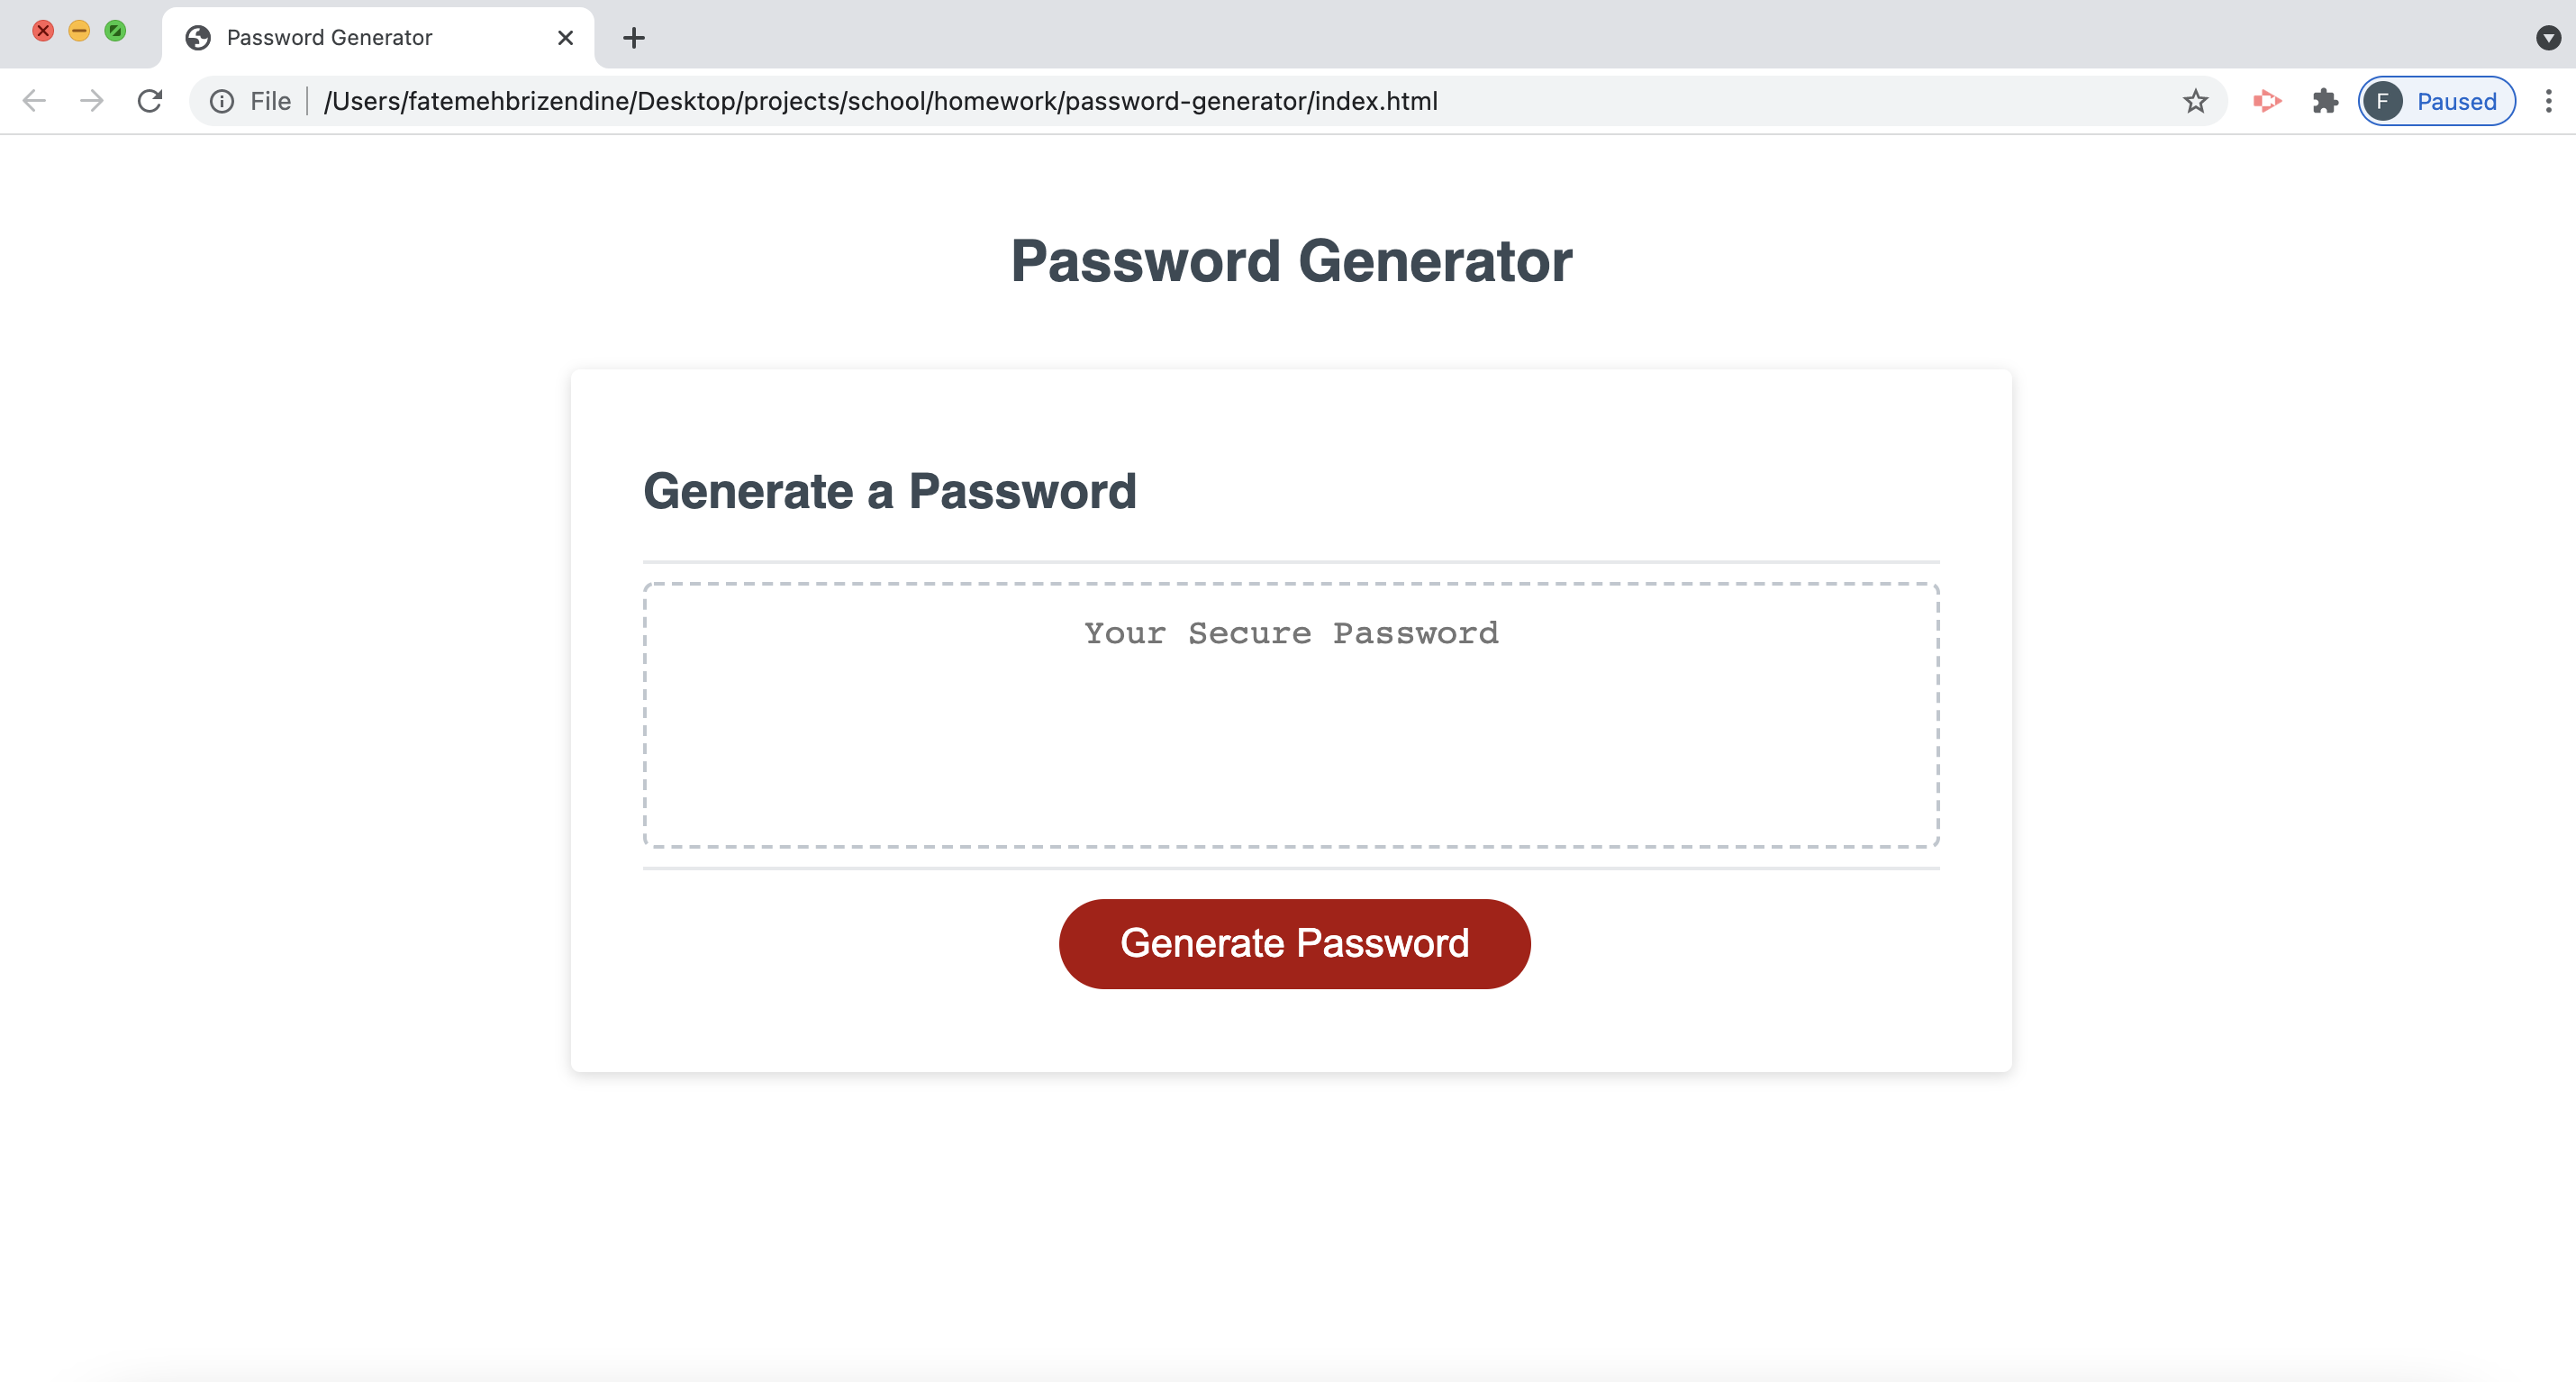 Password Generator
File /Users/fatemehbrizendine/Desktop/projects/school/homework/password-generator/index.html F Paused
Password Generator
Generate a Password
Your Secure Password
Generate Password